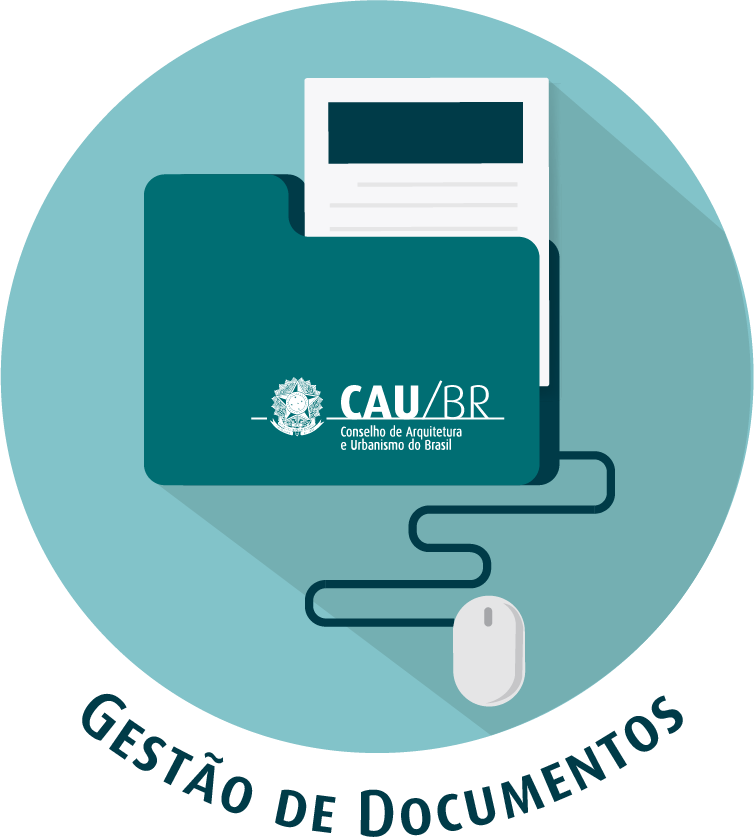 CAU/BR
Conselho de Arquitetura
e Urbanismo do Brasil
GESTÃO DE DOCUMENTOS